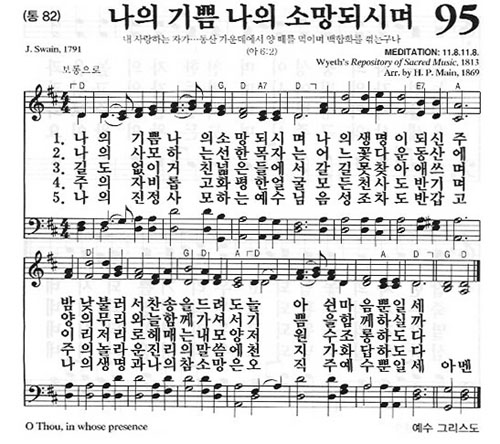 (통 82) 나의 기쁨 나의 소망되시며 95
내 사랑하는 자가…동산 가운데에서 양 떼를 먹이며 백합화를 꺾는구나
(아 6:2)
J. Swain, 1791
MEDITATION: 11.8.11.8.
Wyeth's Repository of Sacred Music, 1813
Arr. by H. P. Main, 1869
보통으로
D G D A7 D E7 A
1. 나의 기쁨 나의 소망되시며 나의 생명이 되신 주
2. 나의 사모하는 선한 목자는 어느 꽃다운 동산에
3. 길도 없이 거친 넓은 들에서 갈 길 못찾아 애쓰며
4. 주의 자비롭고 화평한 얼굴 모든 천사도 반기며
5. 나의 진정 사모하는 예수님 음성조차도 반갑고
D A D G D G D A D
밤낮 불러서 찬송을 드려도 늘 아쉰 마음뿐일세
양의 무리와 늘 함께 가셔서 기쁨을 함께 하실까
이리저리로 헤매는 내 모양 저 원수 조롱하도다
주의 놀라운 진리의 말씀에 천지가 화답하도다
나의 생명과 나의 참 소망은 오직 주 예수뿐일세 아멘
O Thou, in whose presence
예수 그리스도